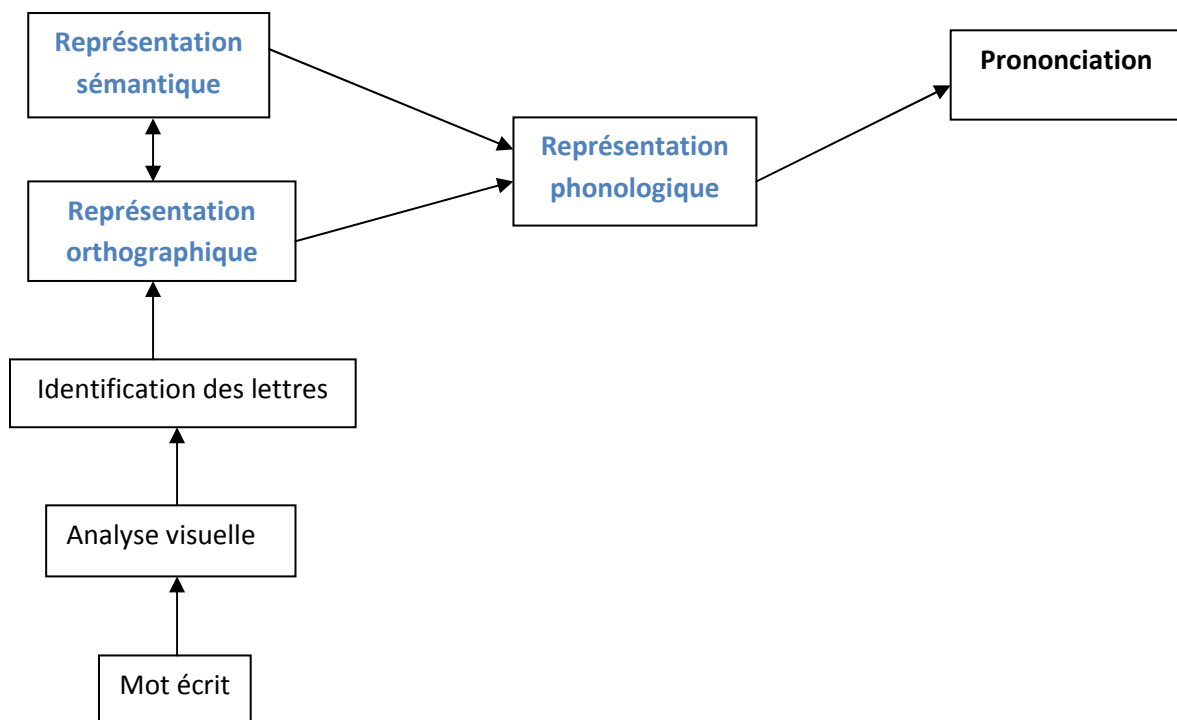 Représentation
sémantique
Prononciation
Représentation
phonologique
Représentation
orthographique
Identification des lettres
Analyse visuelle
Mot écrit